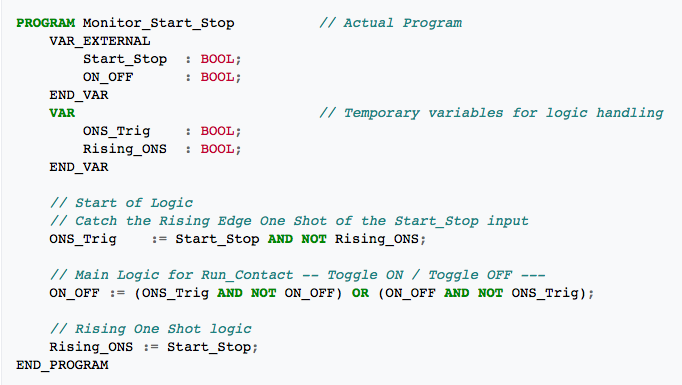 PROGRAM Monitor_Start_Stop          // Actual Program
    VAR_EXTERNAL
        Start_Stop  : BOOL;
        ON_OFF      : BOOL;
    END_VAR
    VAR                             // Temporary variables for logic handling
        ONS_Trig    : BOOL;
        Rising_ONS  : BOOL;
    END_VAR

    // Start of Logic
    // Catch the Rising Edge One Shot of the Start_Stop input
    ONS_Trig    := Start_Stop AND NOT Rising_ONS;

    // Main Logic for Run_Contact -- Toggle ON / Toggle OFF ---
    ON_OFF := (ONS_Trig AND NOT ON_OFF) OR (ON_OFF AND NOT ONS_Trig);

    // Rising One Shot logic
    Rising_ONS := Start_Stop;
END_PROGRAM